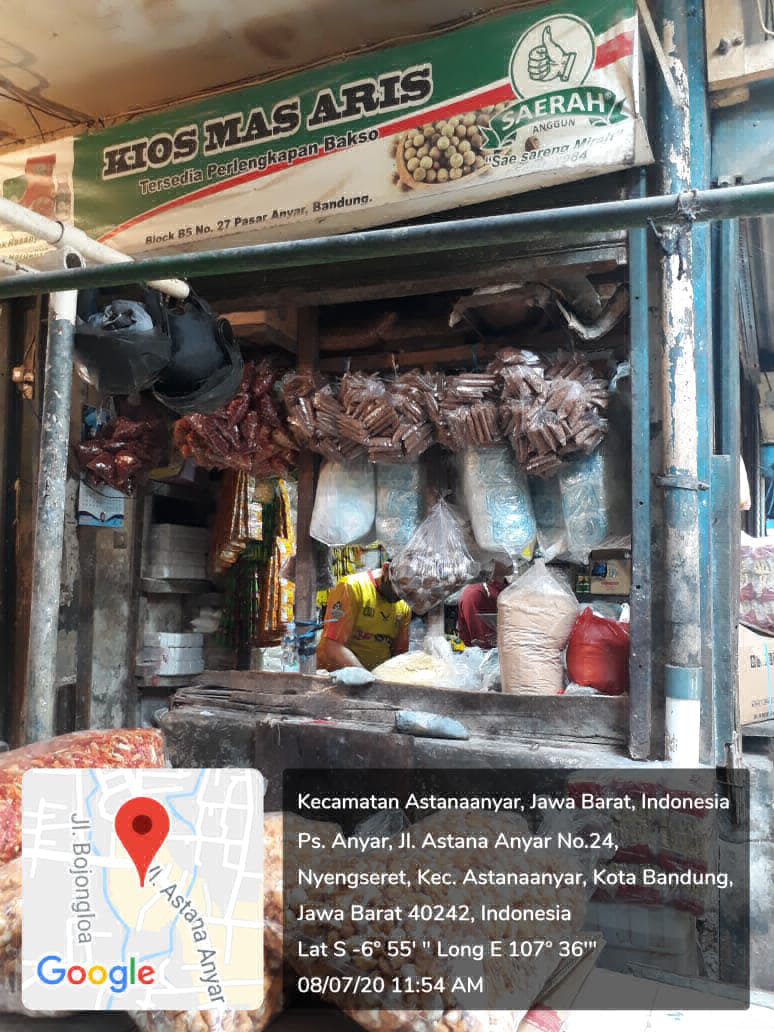 KIOS MAS ARIS
Tersedia Perlengkapan Bakso
Block B5 No. 27 Pasar Anyar, Bandung.
SAERAH
ANGGUN
"Sae sareng Mirah"
Kecamatan Astanaanyar, Jawa Barat, Indonesia
Ps. Anyar, Jl. Astana Anyar No.24,
Nyengseret, Kec. Astanaanyar, Kota Bandung,
Jawa Barat 40242, Indonesia
Lat S -6° 55' " Long E 107° 36'"
08/07/20 11:54 AM
Jl. Bojongloa
Jl. Astana Anyar
Google